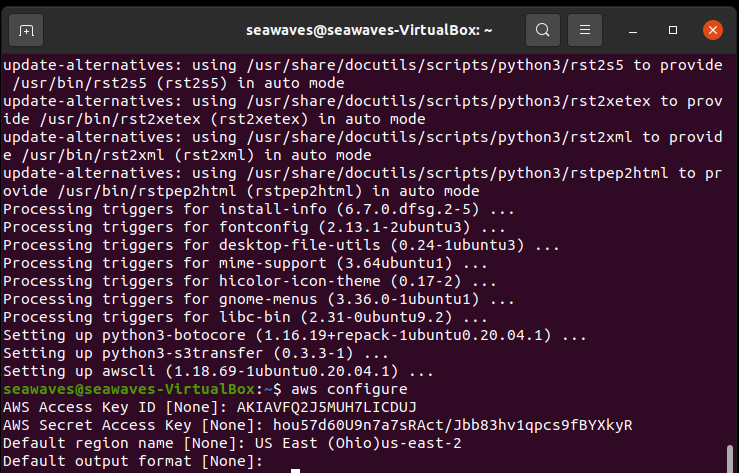 seawaves@seawaves-VirtualBox: ~
update-alternatives: using /usr/share/docutils/scripts/python3/rst2s5 to provide
/usr/bin/rst2s5 (rst2s5) in auto mode
update-alternatives: using /usr/share/docutils/scripts/python3/rst2xetex to prov
ide /usr/bin/rst2xetex (rst2xetex) in auto mode
update-alternatives: using /usr/share/docutils/scripts/python3/rst2xml to provid
e /usr/bin/rst2xml (rst2xml) in auto mode
update-alternatives: using /usr/share/docutils/scripts/python3/rstpep2html to pr
ovide /usr/bin/rstpep2html (rstpep2html) in auto mode
Processing triggers for install-info (6.7.0.dfsg.2-5) ...
Processing triggers for fontconfig (2.13.1-2ubuntu3) ...
Processing triggers for desktop-file-utils (0.24-1ubuntu3) ...
Processing triggers for mime-support (3.64ubuntu1) ...
Processing triggers for hicolor-icon-theme (0.17-2) ...
Processing triggers for gnome-menus (3.36.0-1ubuntu1) ...
Processing triggers for libc-bin (2.31-0ubuntu9.2) ...
Setting up python3-botocore (1.16.19+repack-1ubuntu0.20.04.1) ...
Setting up python3-s3transfer (0.3.3-1) ...
Setting up awscli (1.18.69-1ubuntu0.20.04.1) ...
seawaves@seawaves-VirtualBox:~$ aws configure
AWS Access Key ID [None]: AKIAVFQ2J5MUH7LICDUJ
AWS Secret Access Key [None]: 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
Default region name [None]: US East (Ohio)us-east-2
Default output format [None]: